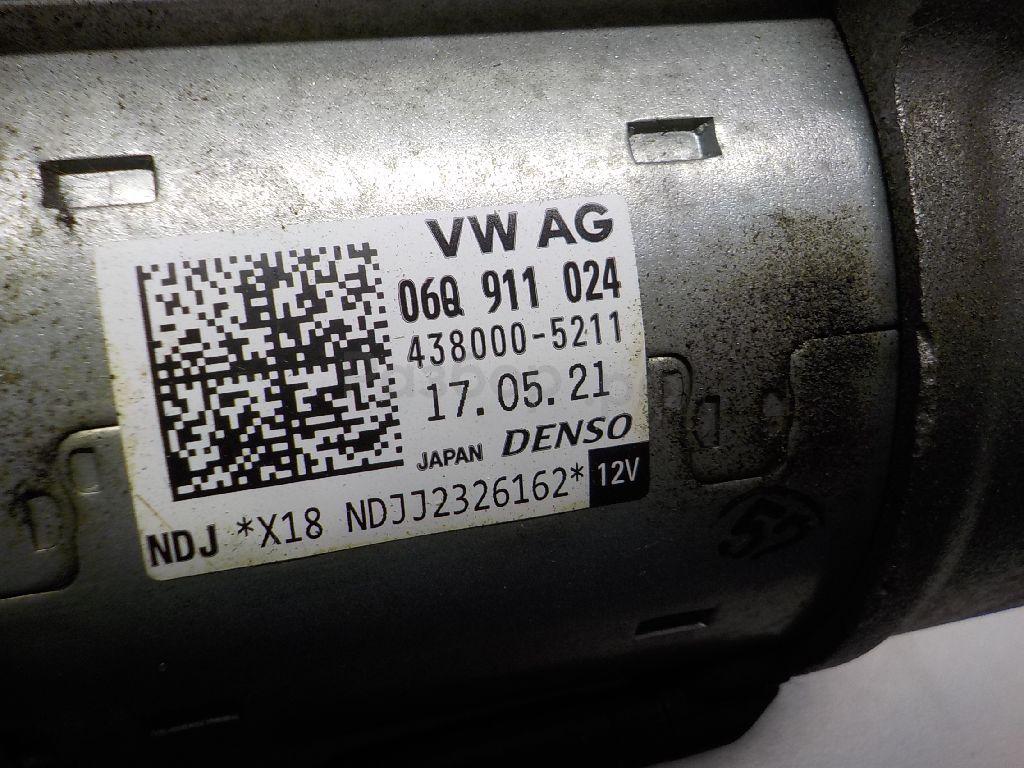 VW AG
06Q 911 024
438000-5211
17.05.21
JAPAN DENSO
NDJ *X18 NDJJ2326162* 12V